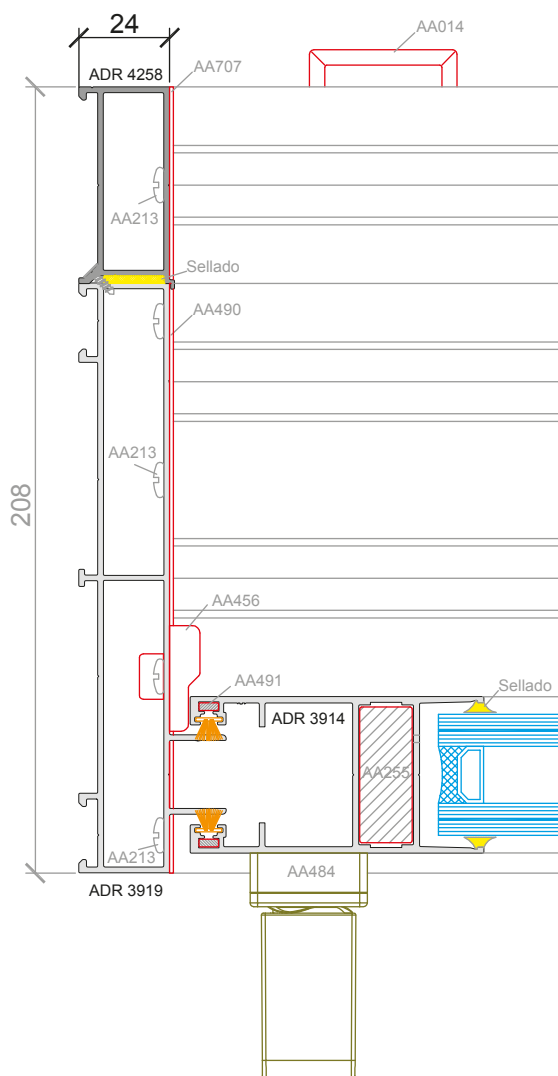 24
AA014
ADR 4258
AA707
AA213
Sellado
AA490
AA213
208
AA456
AA491
Sellado
ADR 3914
AA255
AA213
AA484
ADR 3919